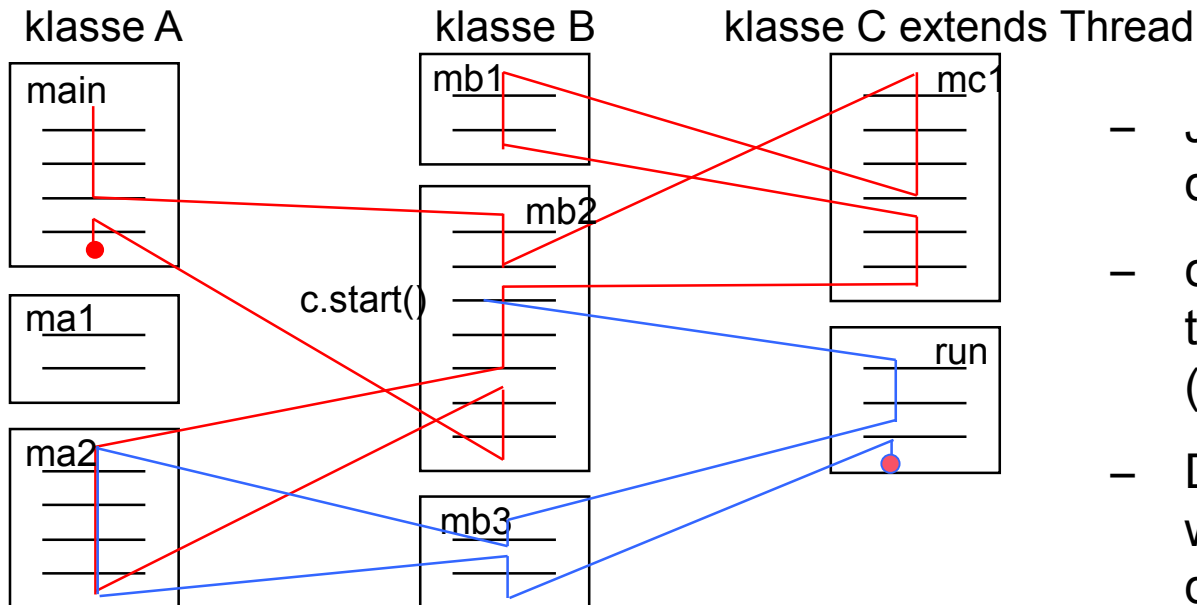 klasse A
klasse B
klasse C extends Thread
main
mb1
mc1
mb2
c.start()
ma1
run
ma2
mb3
–
–
(
–